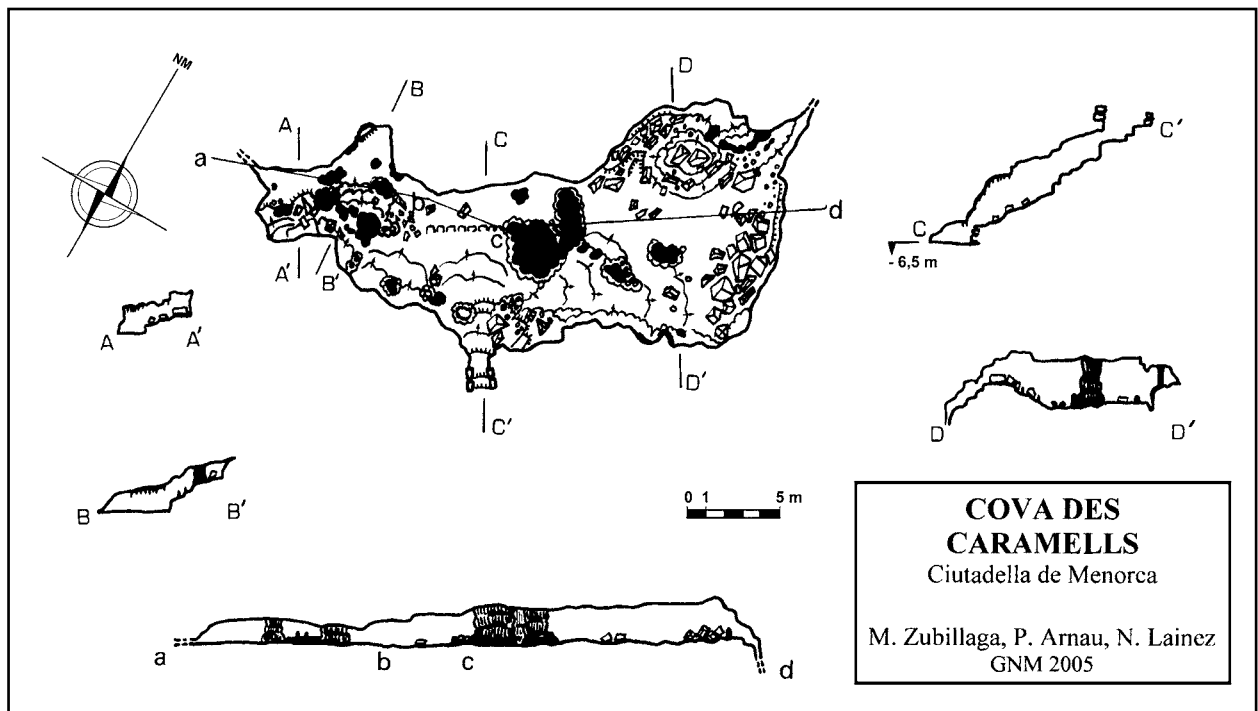 NM
B
D
A
C
a
b
c
d
A'
B'
D'
C'
C'
C
- 6,5 m
A
A'
D
D'
B
B'
0 1 5 m
COVA DES
CARAMELLS
Ciutadella de Menorca
M. Zubillaga, P. Arnau, N. Lainez
GNM 2005
a
b
c
d